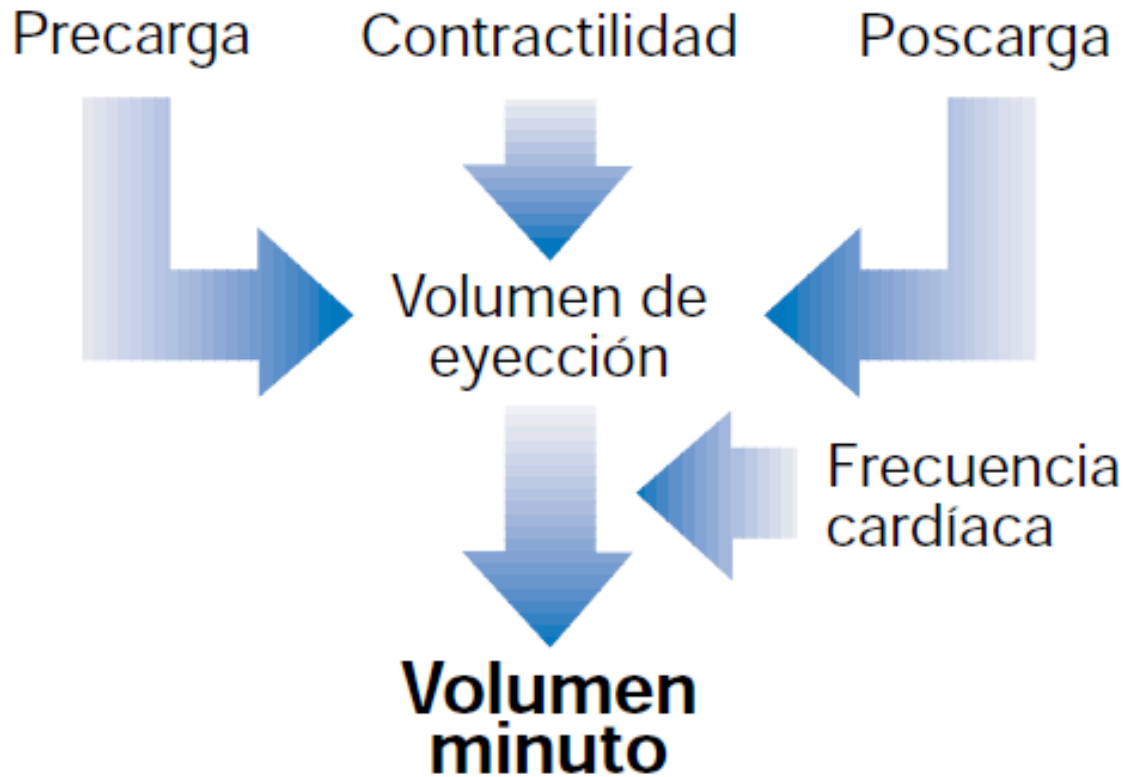 Precarga
Contractilidad
Poscarga
Volumen de
eyección
Frecuencia
cardíaca
Volumen
minuto